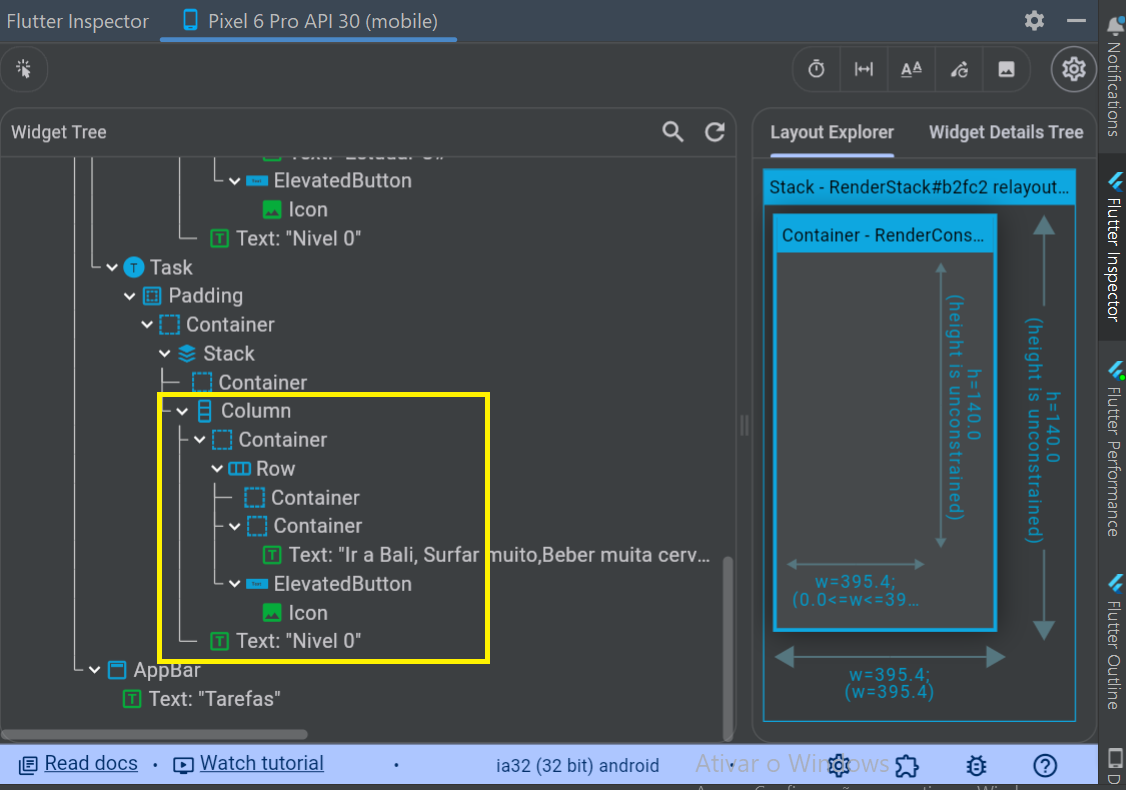 Flutter Inspector
Pixel 6 Pro API 30 (mobile)
Widget Tree
ElevatedButton
Icon
Text: "Nivel 0"
Task
Padding
Container
Stack
Container
Column
Container
Row
Container
Container
Text: "Ir a Bali, Surfar muito,Beber muita cerv...
ElevatedButton
Icon
Text: "Nivel 0"
AppBar
Text: "Tarefas"
Layout Explorer
Widget Details Tree
Stack - RenderStack#b2fc2 relayout...
Container - RenderCons...
h=140.0
(height is unconstrained)
w=395.4;
(0.0<=w<=39...
h=140.0
(height is unconstrained)
w=395.4;
(w=395.4)
Notifications
Flutter Inspector
Flutter Performance
Flutter Outline
D
Read docs
Watch tutorial
ia32 (32 bit) android
Ativar o Windows